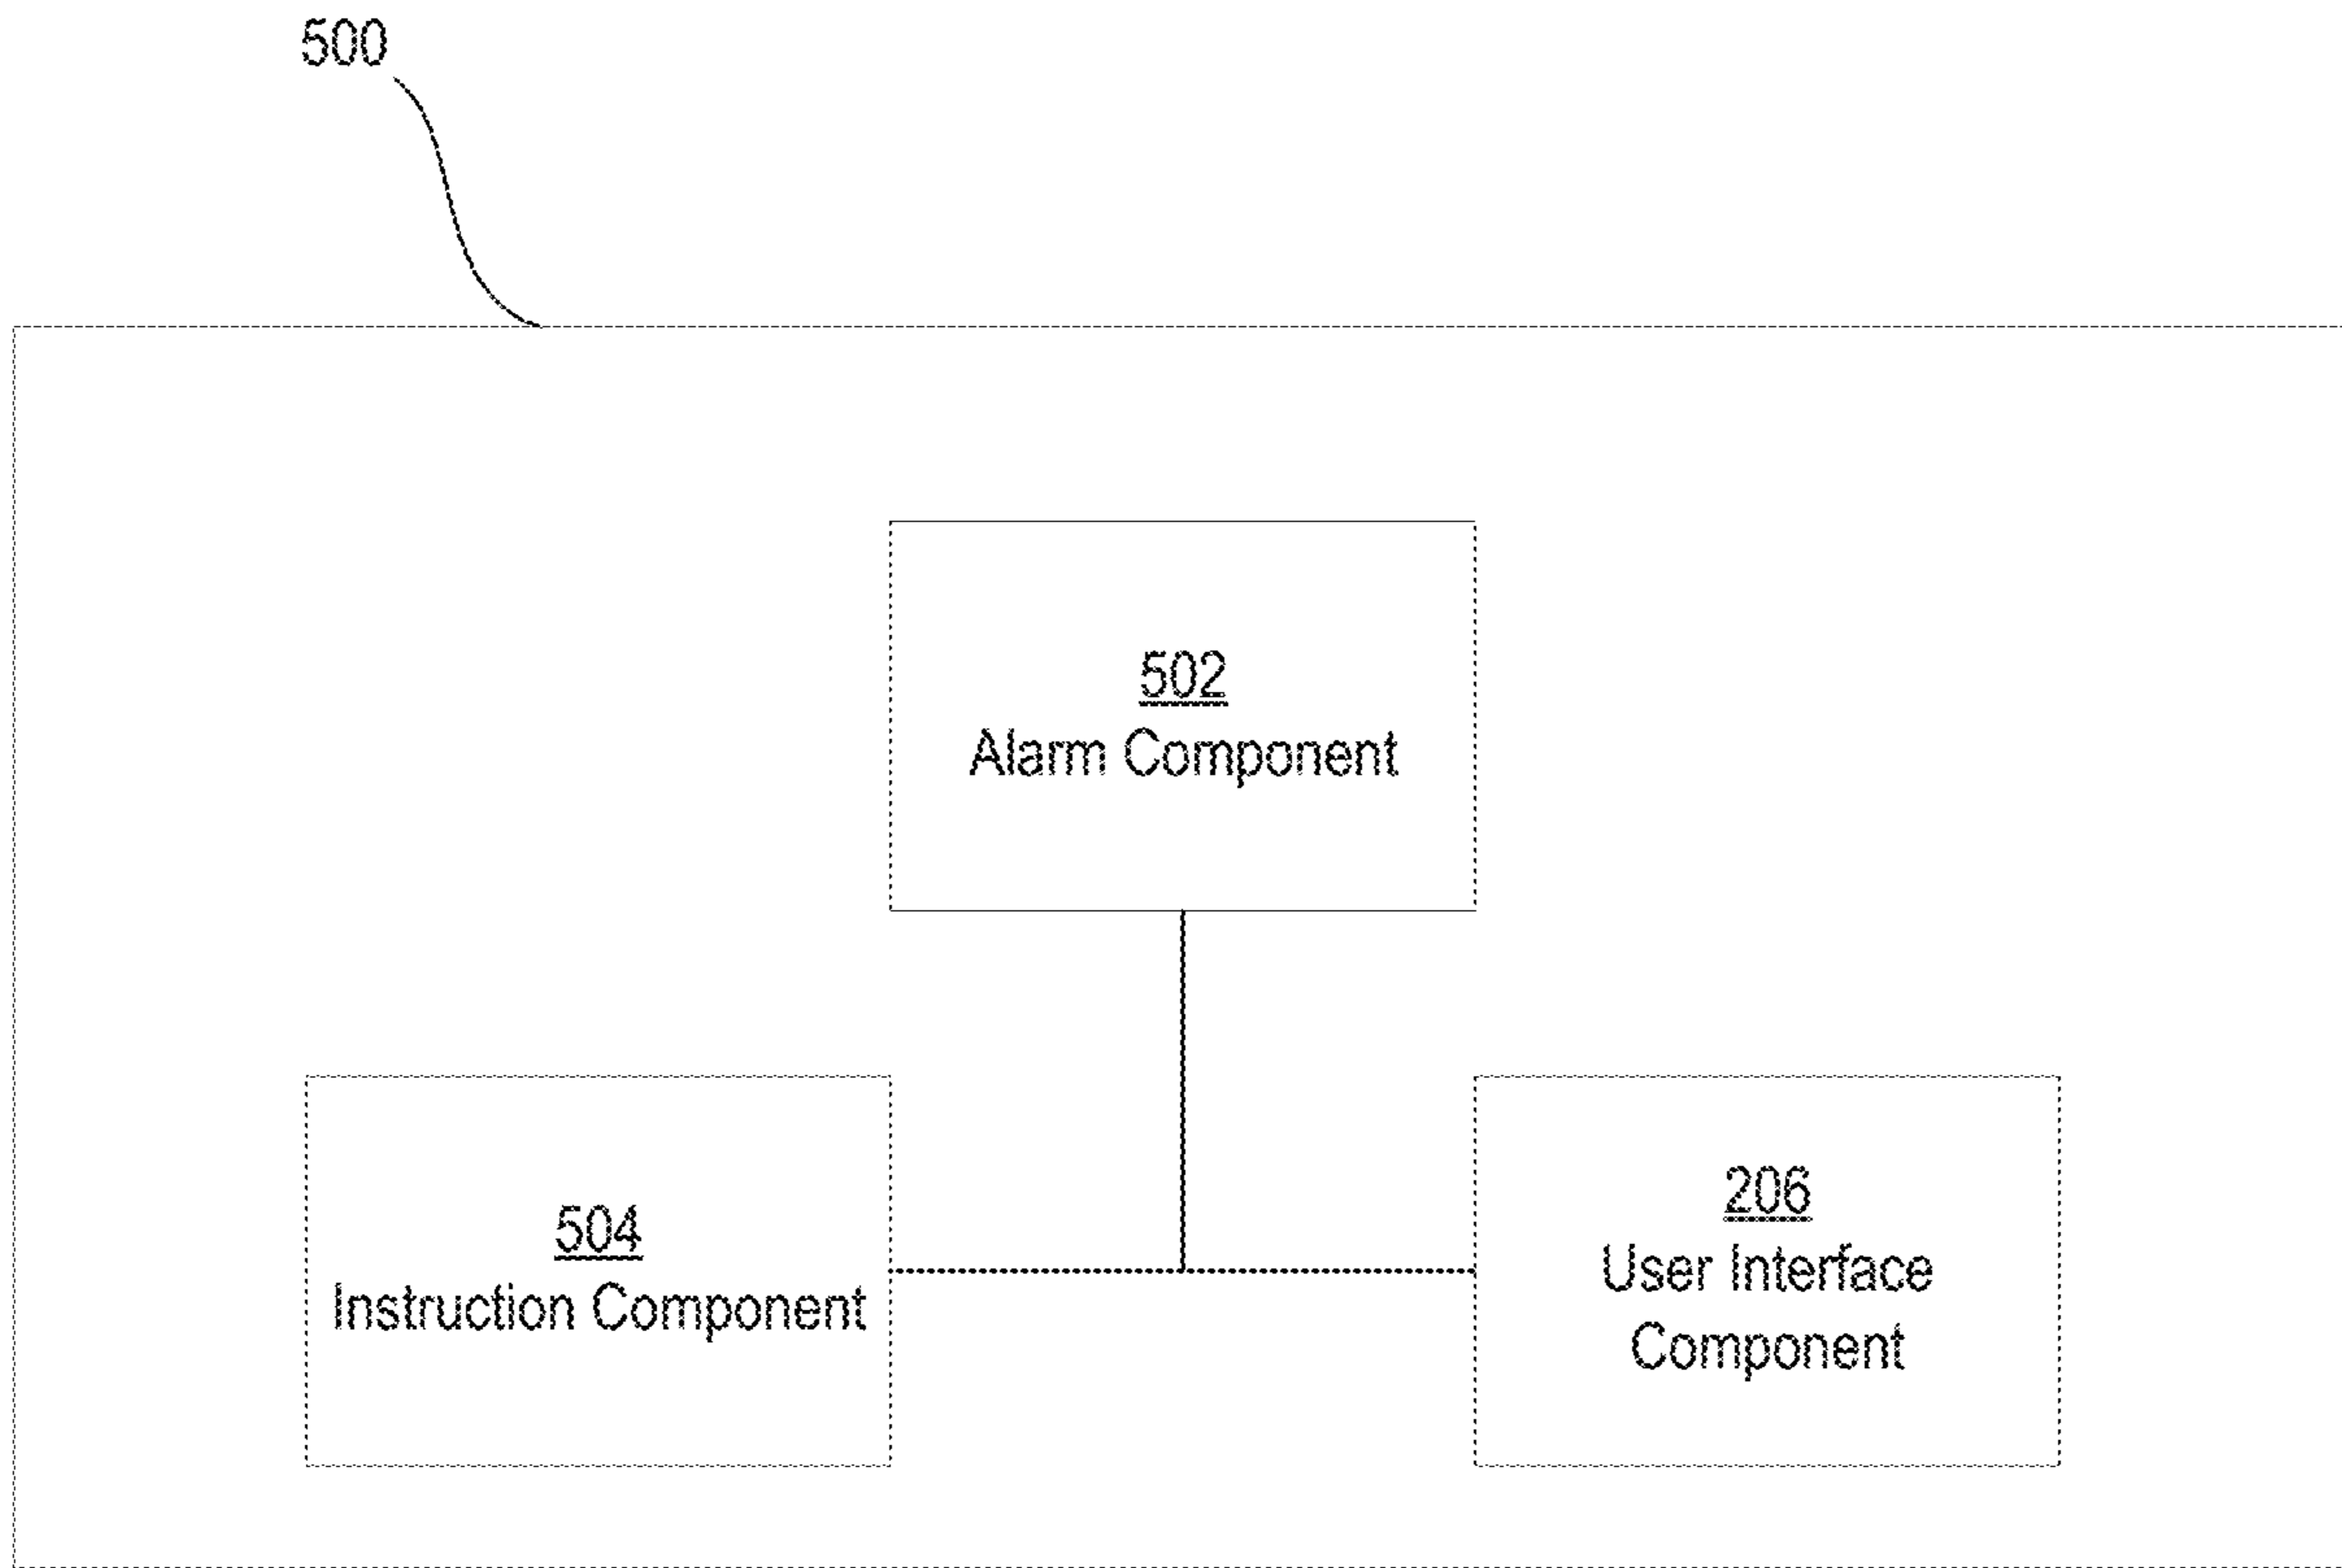 500
502
Alarm Component
504
Instruction Component
206
User Interface
Component